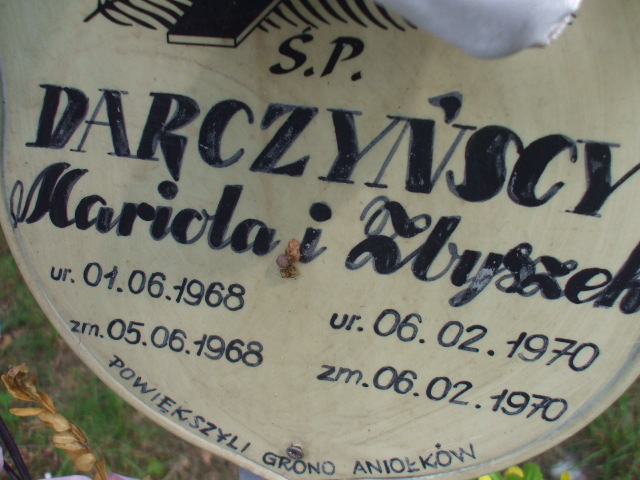 Ś.P.
DARCZYŃSCY
Mariola i Zbyszek
ur. 01.06.1968
zm. 05.06.1968
ur. 06.02.1970
zm. 06.02.1970
POWIĘKSZYLI GRONO ANIOŁKÓW